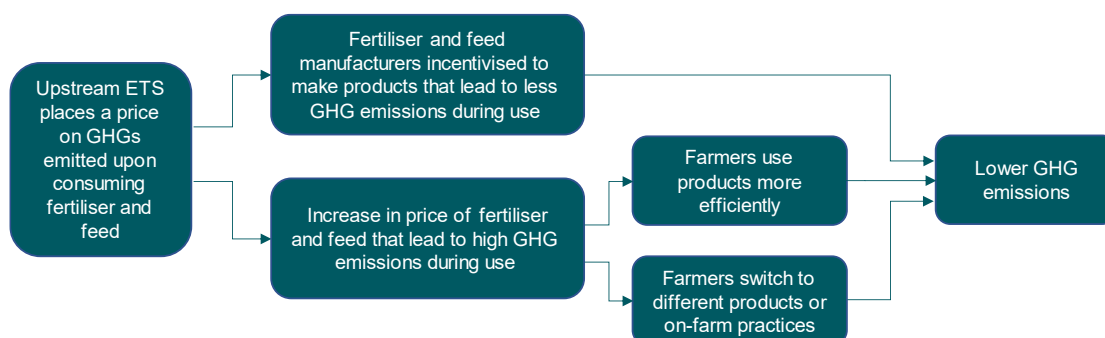 Upstream ETS
places a price
on GHGs
emitted upon
consuming
fertiliser and
feed
Fertiliser and feed
manufacturers incentivised to
make products that lead to less
GHG emissions during use
Increase in price of fertiliser
and feed that lead to high GHG
emissions during use
Farmers use
products more
efficiently
Farmers switch to
different products or
on-farm practices
Lower GHG
emissions